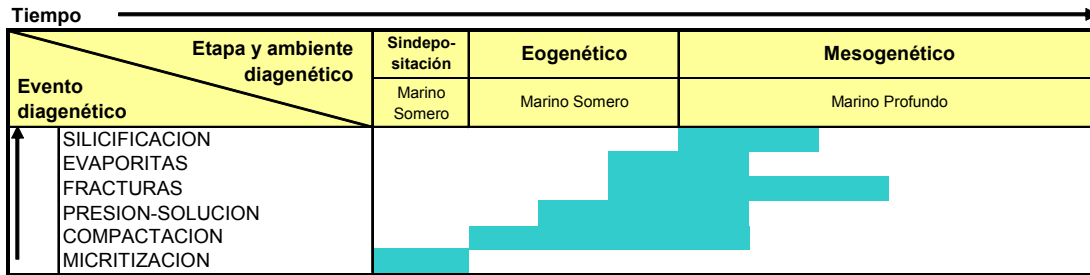 Tiempo
Etapa y ambiente
diagenético
Evento
diagenético
Sindepo-
sitación
Eogenético
Mesogenético
Marino
Somero
Marino Somero
Marino Profundo
SILICIFICACION
EVAPORITAS
FRACTURAS
PRESION-SOLUCION
COMPACTACION
MICRITIZACION